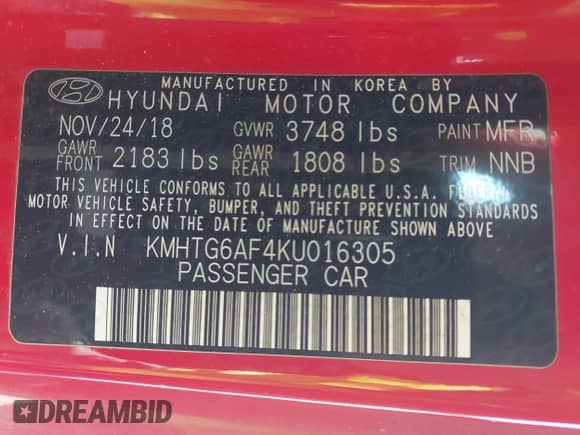 MANUFACTURED IN KOREA BY
HYUNDAI MOTOR COMPANY
NOV/24/18 GVWR 3748 lbs PAINT MFR
GAWR FRONT 2183 lbs GAWR REAR 1808 lbs TRIM NNB
THIS VEHICLE CONFORMS TO ALL APPLICABLE U.S.A. FEDERAL
MOTOR VEHICLE SAFETY, BUMPER, AND THEFT PREVENTION STANDARDS
IN EFFECT ON THE DATE OF MANUFACTURE SHOWN ABOVE.
V.I.N KMHTG6AF4KU016305
PASSENGER CAR
DREAMBID